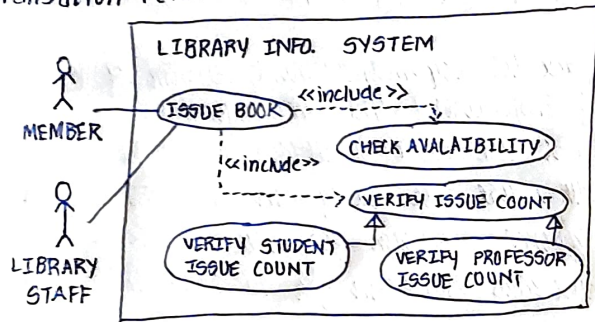 LIBRARY INFO. SYSTEM
ISSUE BOOK
<<include>>
MEMBER
CHECK AVALAIBILITY
<<include>>
VERIFY ISSUE COUNT
VERIFY STUDENT
ISSUE COUNT
VERIFY PROFESSOR
ISSUE COUNT
LIBRARY
STAFF